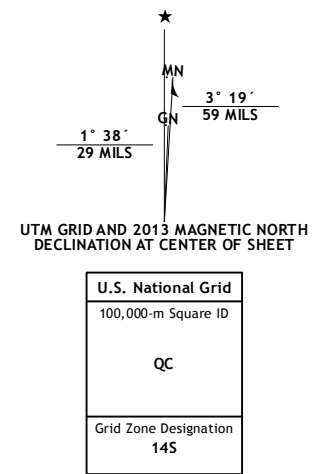 ★
MN
3° 19´
59 MILS
GN
1° 38´
29 MILS
UTM GRID AND 2013 MAGNETIC NORTH
DECLINATION AT CENTER OF SHEET
U.S. National Grid
100,000-m Square ID
QC
Grid Zone Designation
14S